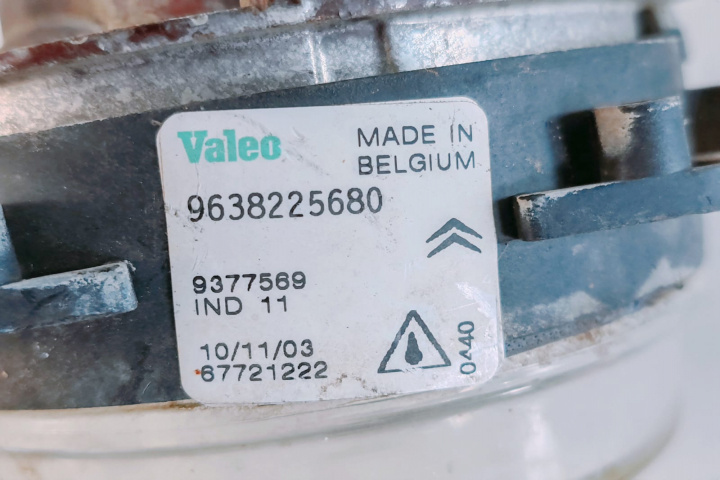 Valeo
MADE IN
BELGIUM
9638225680
9377569
IND 11
10/11/03
67721222
0440